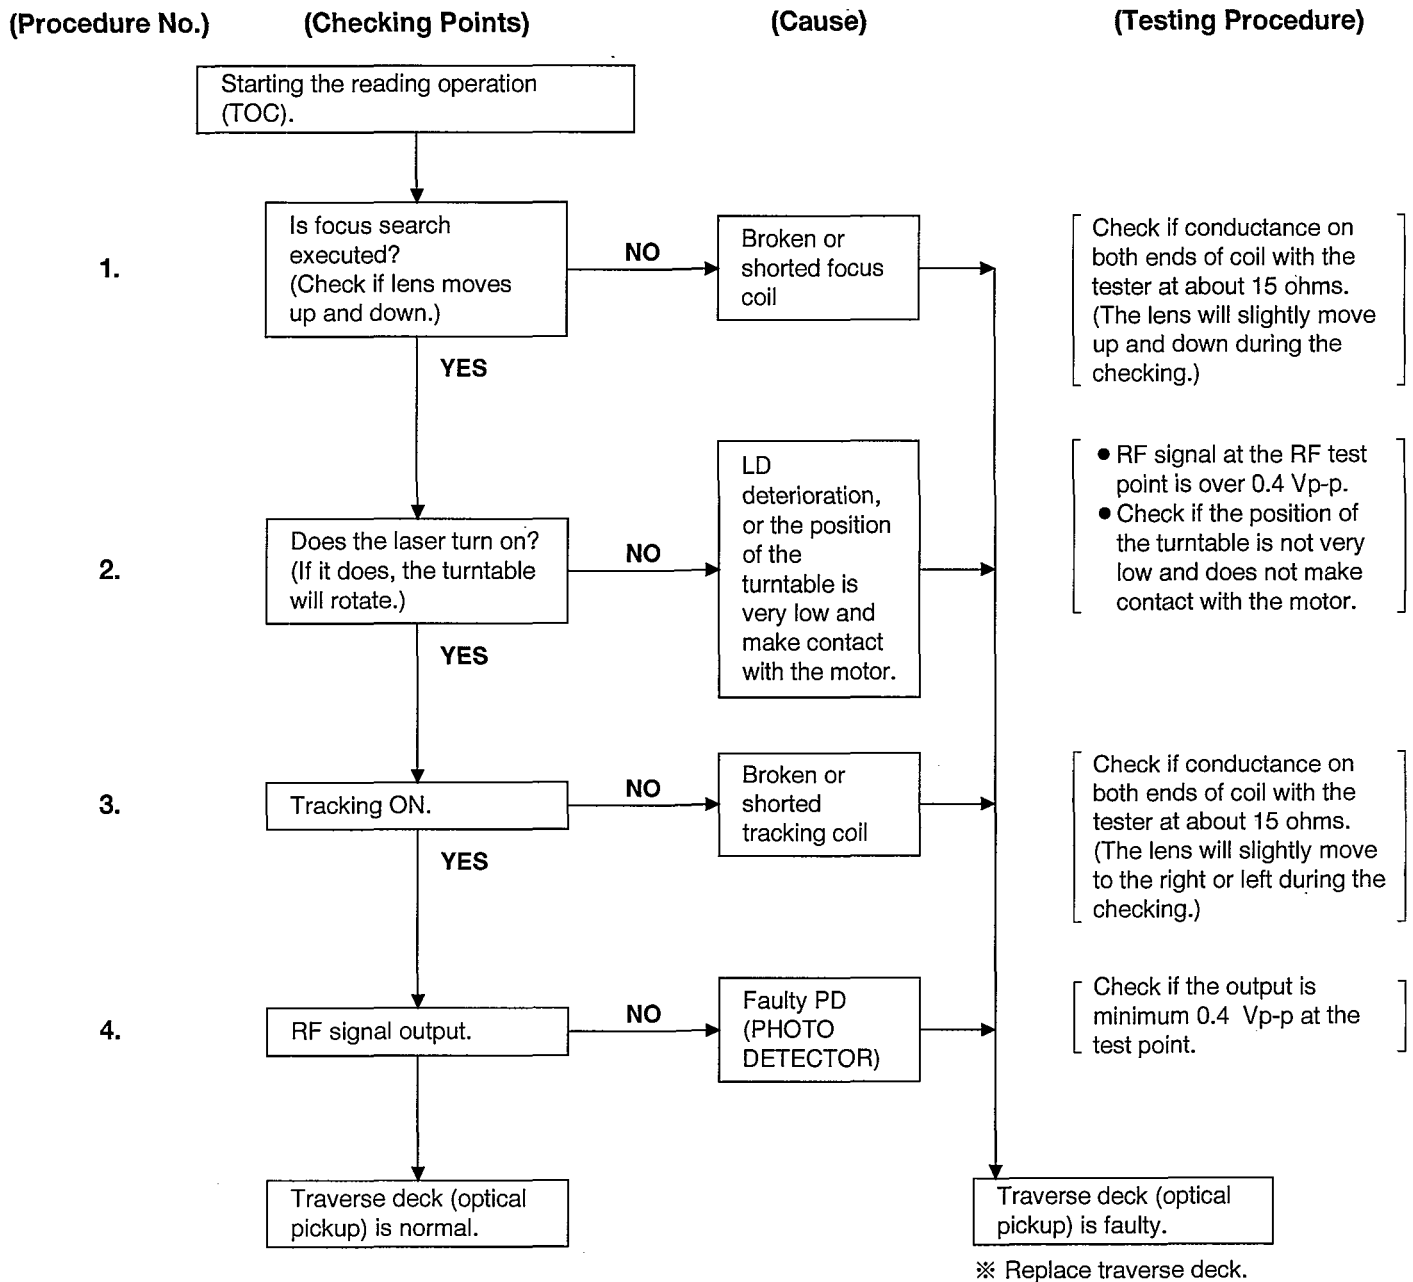 (Procedure No.) (Checking Points) (Cause) (Testing Procedure)
Starting the reading operation
(TOC).
1.
Is focus search
executed?
(Check if lens moves
up and down.)
NO
YES
Broken or
shorted focus
coil
Check if conductance on
both ends of coil with the
tester at about 15 ohms.
(The lens will slightly move
up and down during the
checking.)
2.
Does the laser turn on?
(If it does, the turntable
will rotate.)
NO
YES
LD
deterioration,
or the position
of the
turntable is
very low and
make contact
with the motor.
● RF signal at the RF test
point is over 0.4 Vp-p.
● Check if the position of
the turntable is not very
low and does not make
contact with the motor.
3.
Tracking ON.
NO
YES
Broken or
shorted
tracking coil
Check if conductance on
both ends of coil with the
tester at about 15 ohms.
(The lens will slightly move
to the right or left during the
checking.)
4.
RF signal output.
NO
Faulty PD
(PHOTO
DETECTOR)
Check if the output is
minimum 0.4 Vp-p at the
test point.
Traverse deck (optical
pickup) is normal.
Traverse deck (optical
pickup) is faulty.
※ Replace traverse deck.